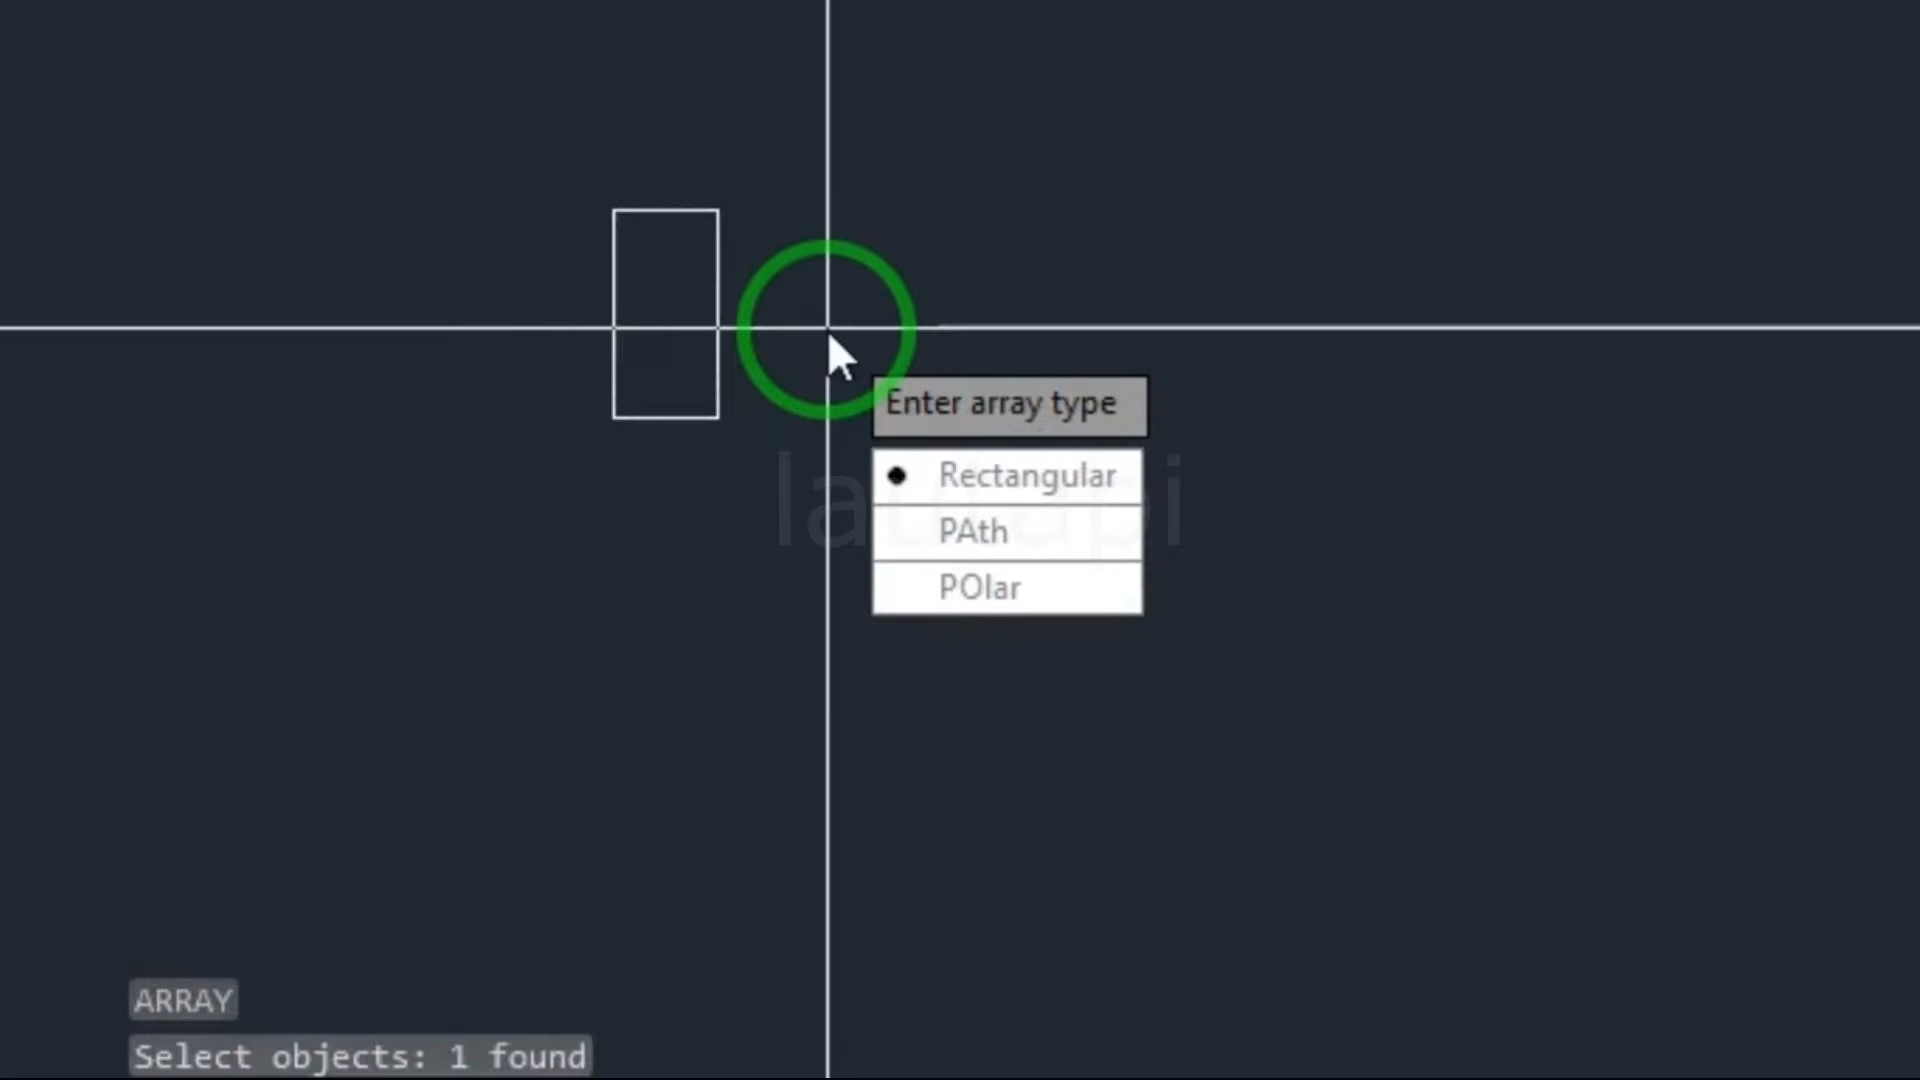 Enter array type
Rectangular
PAth
POlar
ARRAY
Select objects: 1 found